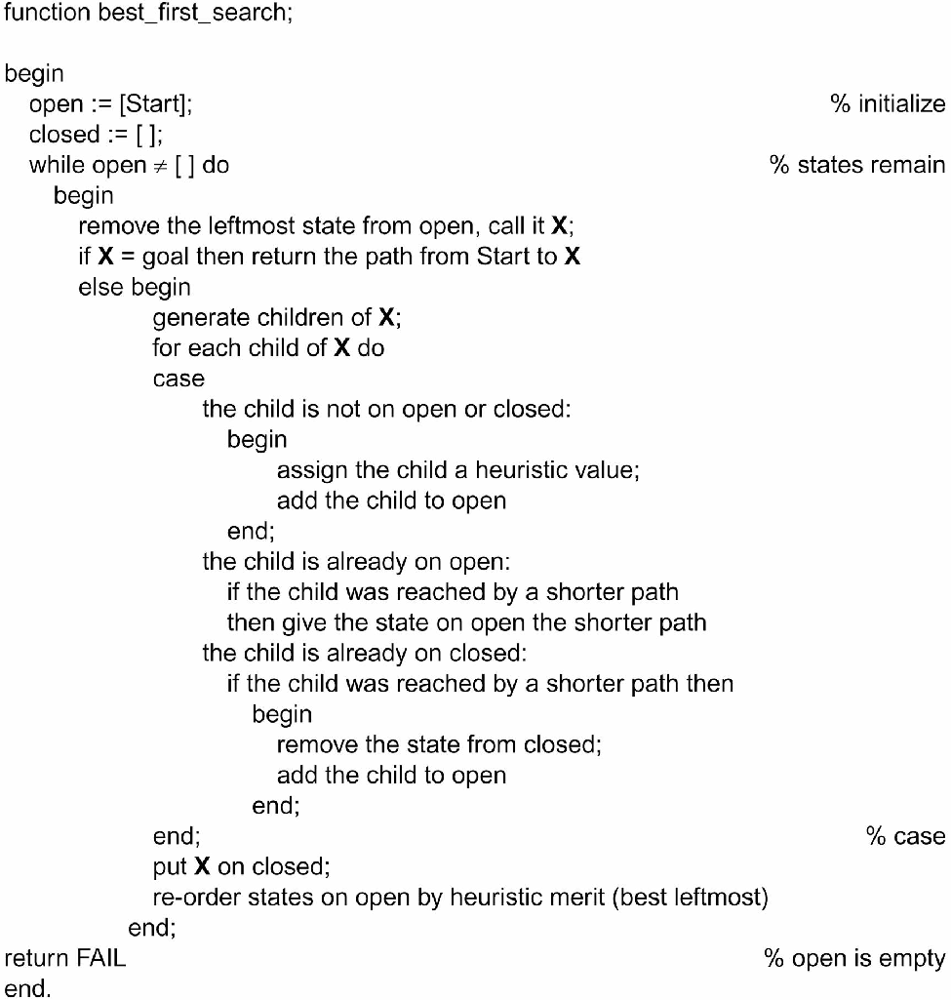 function best_first_search;
begin
open := [Start]; % initialize
closed := [ ];
while open ≠ [ ] do % states remain
begin
remove the leftmost state from open, call it X;
if X = goal then return the path from Start to X
else begin
generate children of X;
for each child of X do
case
the child is not on open or closed:
begin
assign the child a heuristic value;
add the child to open
end;
the child is already on open:
if the child was reached by a shorter path
then give the state on open the shorter path
the child is already on closed:
if the child was reached by a shorter path then
begin
remove the state from closed;
add the child to open
end;
end; % case
put X on closed;
re-order states on open by heuristic merit (best leftmost)
end;
return FAIL % open is empty
end.